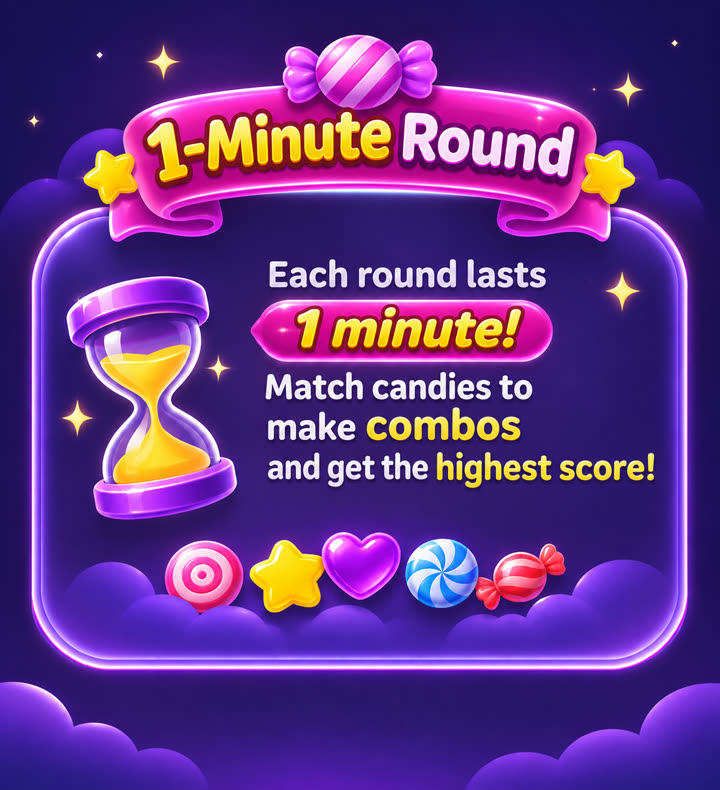 1-Minute Round
Each round lasts
1 minute!
Match candies to
make combos
and get the highest score!